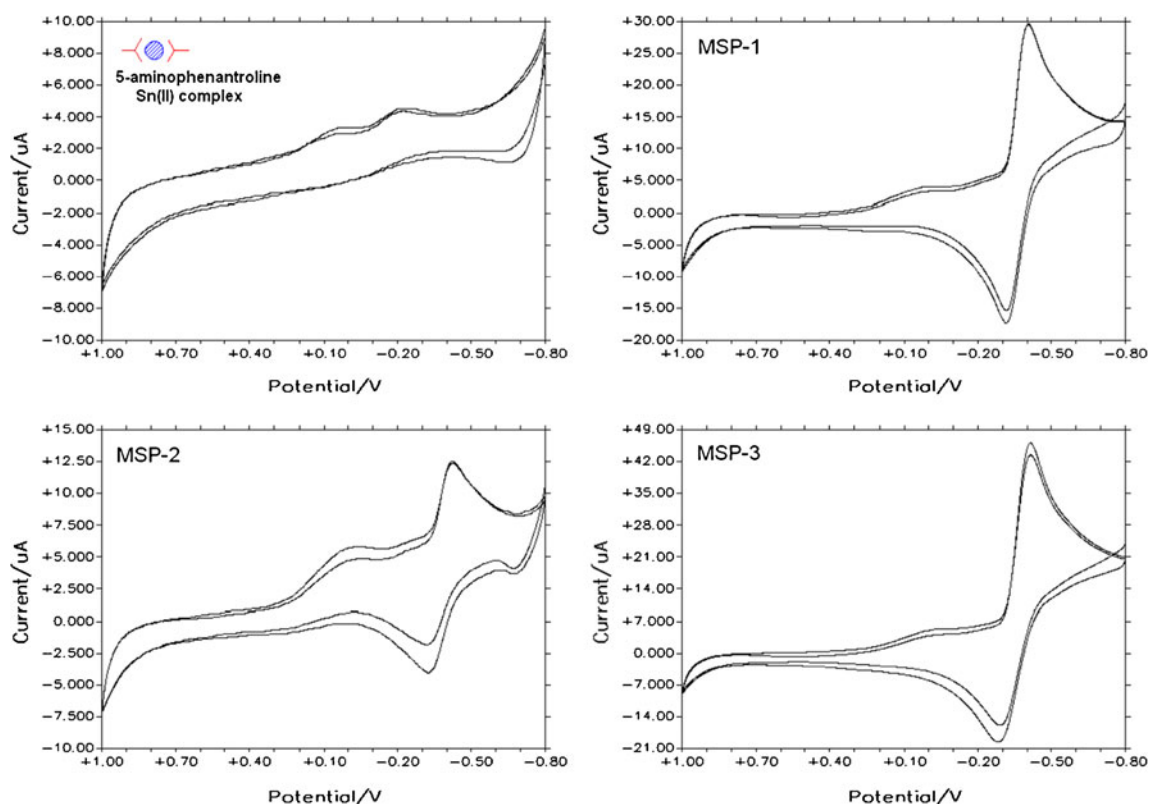 +10.00
+8.000
+6.000
+4.000
+2.000
0.000
−2.000
−4.000
−6.000
−8.000
−10.00
Current/uA
5-aminophenantroline
Sn(II) complex
+1.00 +0.70 +0.40 +0.10 −0.20 −0.50 −0.80
Potential/V
+30.00
+25.00
+20.00
+15.00
+10.00
+5.000
0.000
−5.000
−10.00
−15.00
−20.00
Current/uA
MSP-1
+1.00 +0.70 +0.40 +0.10 −0.20 −0.50 −0.80
Potential/V
+15.00
+12.50
+10.00
+7.500
+5.000
+2.500
0.000
−2.500
−5.000
−7.500
−10.00
Current/uA
MSP-2
+1.00 +0.70 +0.40 +0.10 −0.20 −0.50 −0.80
Potential/V
+49.00
+42.00
+35.00
+28.00
+21.00
+14.00
+7.000
0.000
−7.000
−14.00
−21.00
Current/uA
MSP-3
+1.00 +0.70 +0.40 +0.10 −0.20 −0.50 −0.80
Potential/V